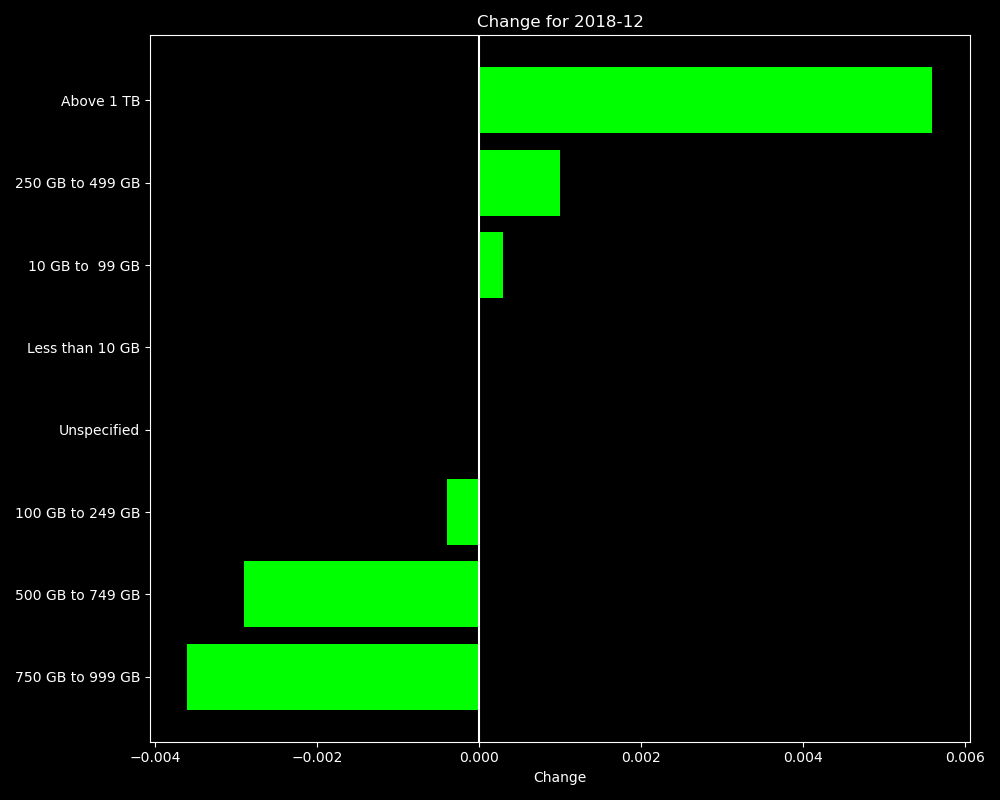 Change for 2018-12
Above 1 TB
250 GB to 499 GB
10 GB to  99 GB
Less than 10 GB
Unspecified
100 GB to 249 GB
500 GB to 749 GB
750 GB to 999 GB
−0.004
−0.002
0.000
0.002
0.004
0.006
Change